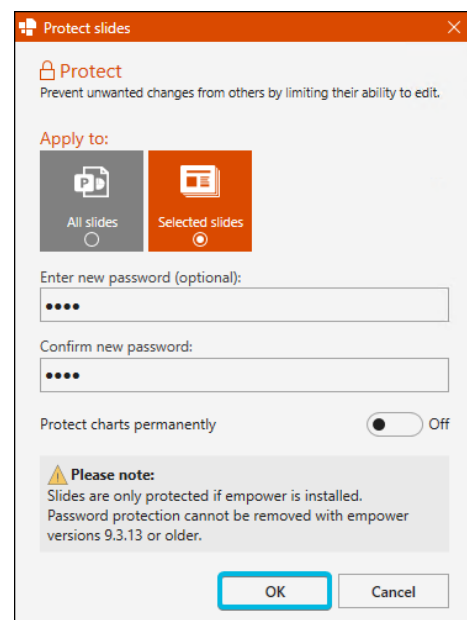 Protect slides
Protect
Prevent unwanted changes from others by limiting their ability to edit.
Apply to:
All slides
Selected slides
Enter new password (optional):
••••
Confirm new password:
••••
Protect charts permanently
Off
Please note:
Slides are only protected if empower is installed.
Password protection cannot be removed with empower
versions 9.3.13 or older.
OK
Cancel